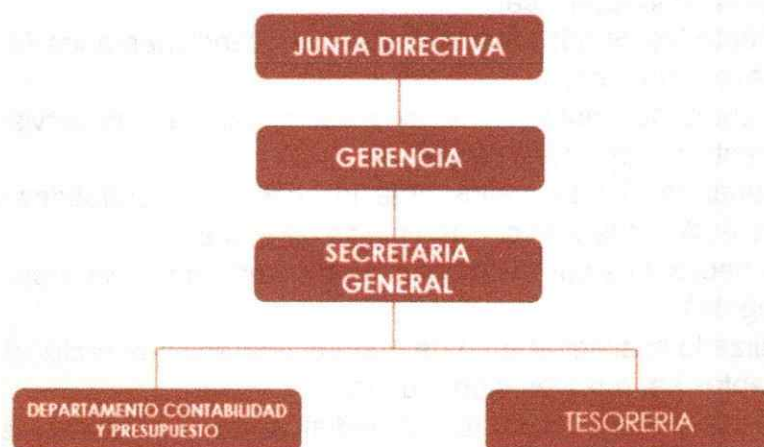 JUNTA DIRECTIVA
GERENCIA
SECRETARIA
GENERAL
DEPARTAMENTO CONTABILIDAD
Y PRESUPUESTO
TESORERIA